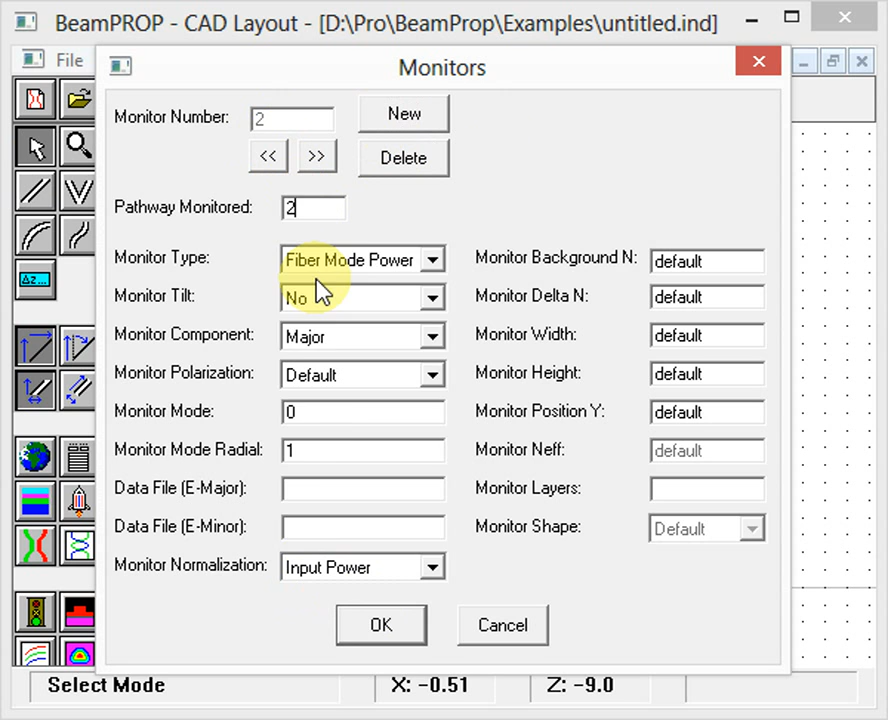 BeamPROP - CAD Layout - [D:\Pro\BeamProp\Examples\untitled.ind]
File
Monitors
Monitor Number: 2 New
<< >> Delete
Pathway Monitored: 2
Monitor Type: Fiber Mode Power Monitor Background N: default
Monitor Tilt: No Monitor Delta N: default
Monitor Component: Major Monitor Width: default
Monitor Polarization: Default Monitor Height: default
Monitor Mode: 0 Monitor Position Y: default
Monitor Mode Radial: 1 Monitor Neff: default
Data File (E-Major): Monitor Layers:
Data File (E-Minor): Monitor Shape: Default
Monitor Normalization: Input Power
OK Cancel
Select Mode X: -0.51 Z: -9.0